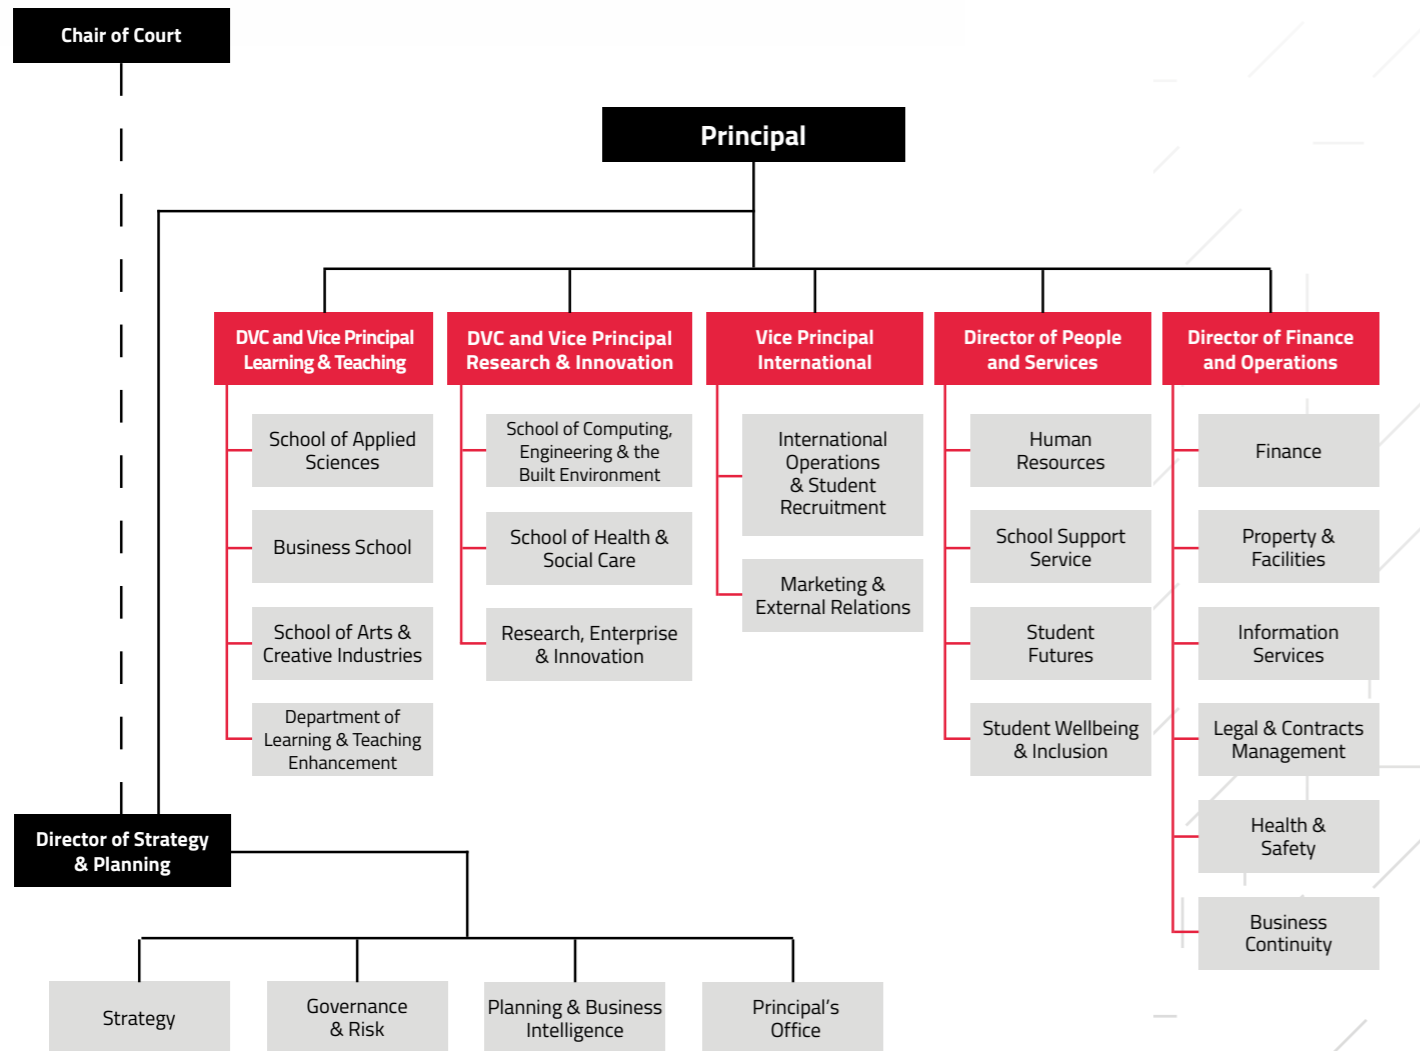 Chair of Court
Principal
DVC and Vice Principal
Learning & Teaching
DVC and Vice Principal
Research & Innovation
Vice Principal
International
Director of People
and Services
Director of Finance
and Operations
School of Applied
Sciences
Business School
School of Arts &
Creative Industries
Department of
Learning & Teaching
Enhancement
School of Computing,
Engineering & the
Built Environment
School of Health &
Social Care
Research, Enterprise
& Innovation
International
Operations
& Student
Recruitment
Marketing &
External Relations
Human
Resources
School Support
Service
Student
Futures
Student Wellbeing
& Inclusion
Finance
Property &
Facilities
Information
Services
Legal & Contracts
Management
Health &
Safety
Business
Continuity
Director of Strategy
& Planning
Strategy
Governance
& Risk
Planning & Business
Intelligence
Principal’s
Office